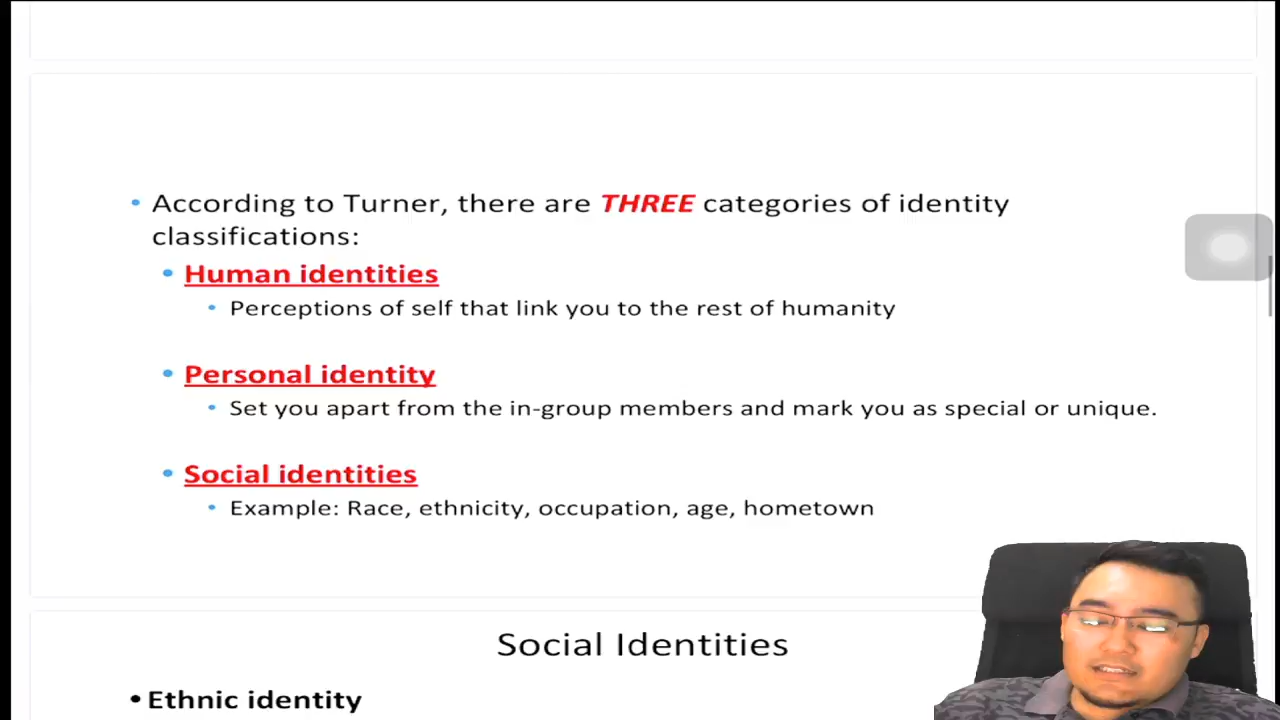 • According to Turner, there are THREE categories of identity
classifications:
• Human identities
• Perceptions of self that link you to the rest of humanity
• Personal identity
• Set you apart from the in-group members and mark you as special or unique.
• Social identities
• Example: Race, ethnicity, occupation, age, hometown
Social Identities
• Ethnic identity